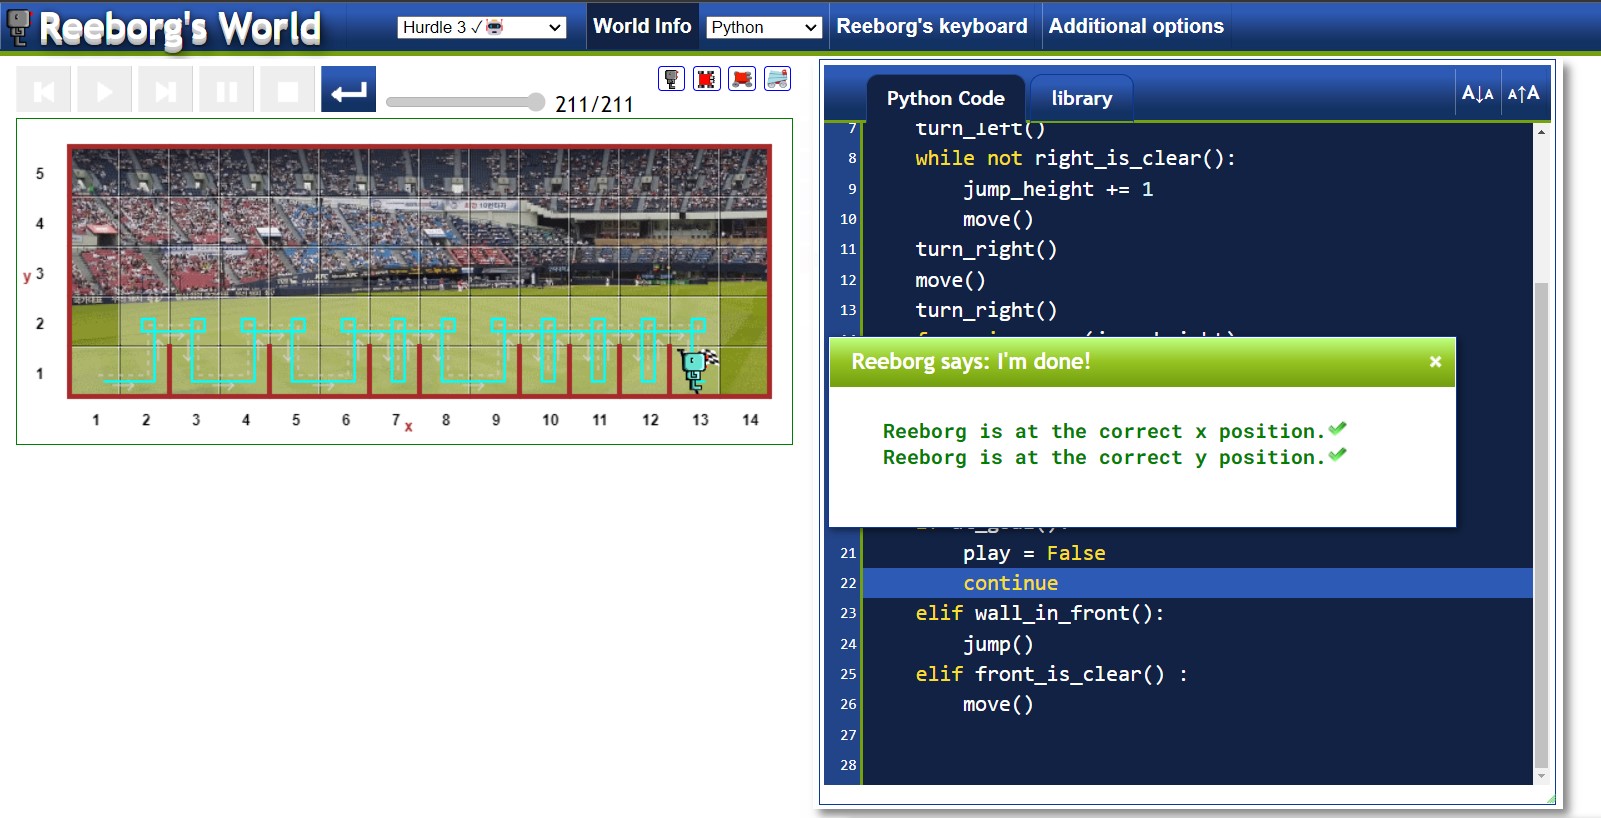 Reeborg's World
Hurdle 3 ✓
World Info
Python
Reeborg's keyboard
Additional options
211/211
Python Code
library
A↓A
A↑A
7 turn_left()
8 while not right_is_clear():
9 jump_height += 1
10 move()
11 turn_right()
12 move()
13 turn_right()
Reeborg says: I'm done!
×
Reeborg is at the correct x position.
Reeborg is at the correct y position.
21 play = False
22 continue
23 elif wall_in_front():
24 jump()
25 elif front_is_clear() :
26 move()
27
28
5
4
y 3
2
1
1 2 3 4 5 6 7 x 8 9 10 11 12 13 14